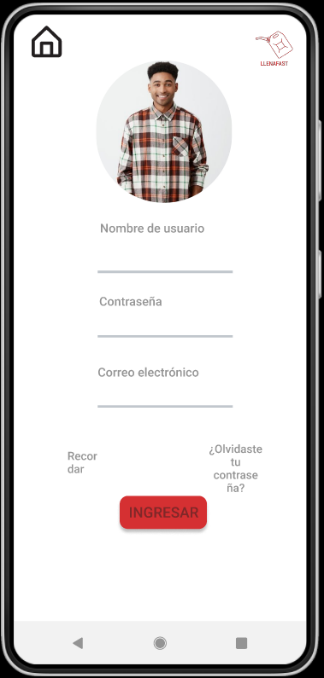 LLENAFAST
Nombre de usuario
Contraseña
Correo electrónico
Recor
dar
¿Olvidaste
tu
contrase
ña?
INGRESAR